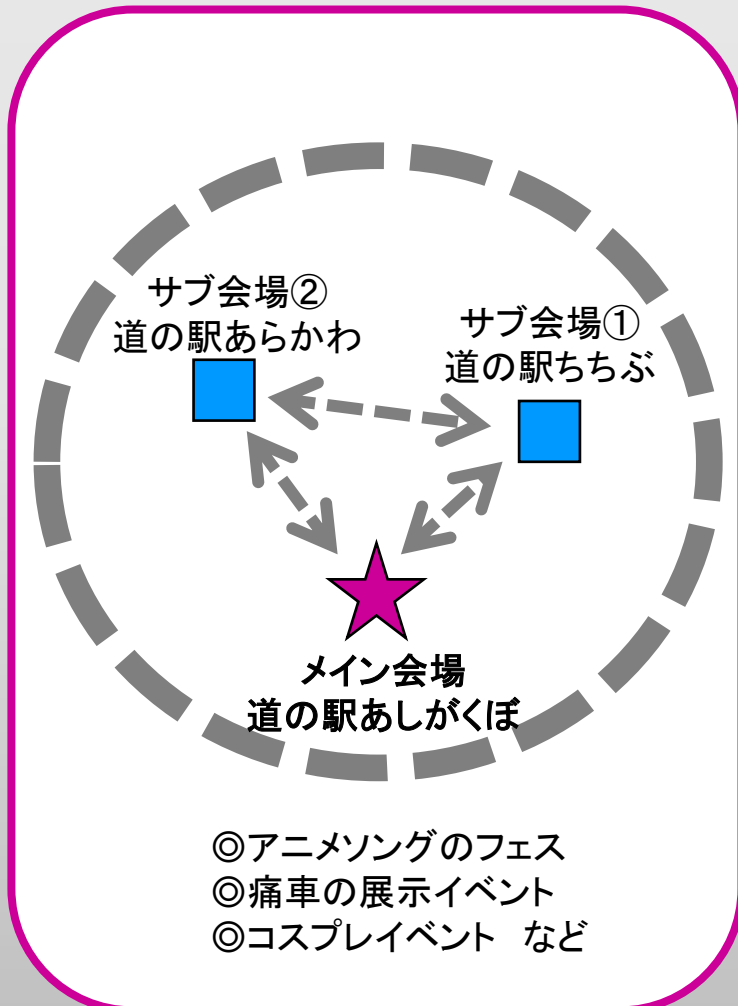 サブ会場②
道の駅あらかわ
サブ会場①
道の駅ちちぶ
メイン会場
道の駅あしがくぼ
◎アニメソングのフェス
◎痛車の展示イベント
◎コスプレイベント　など